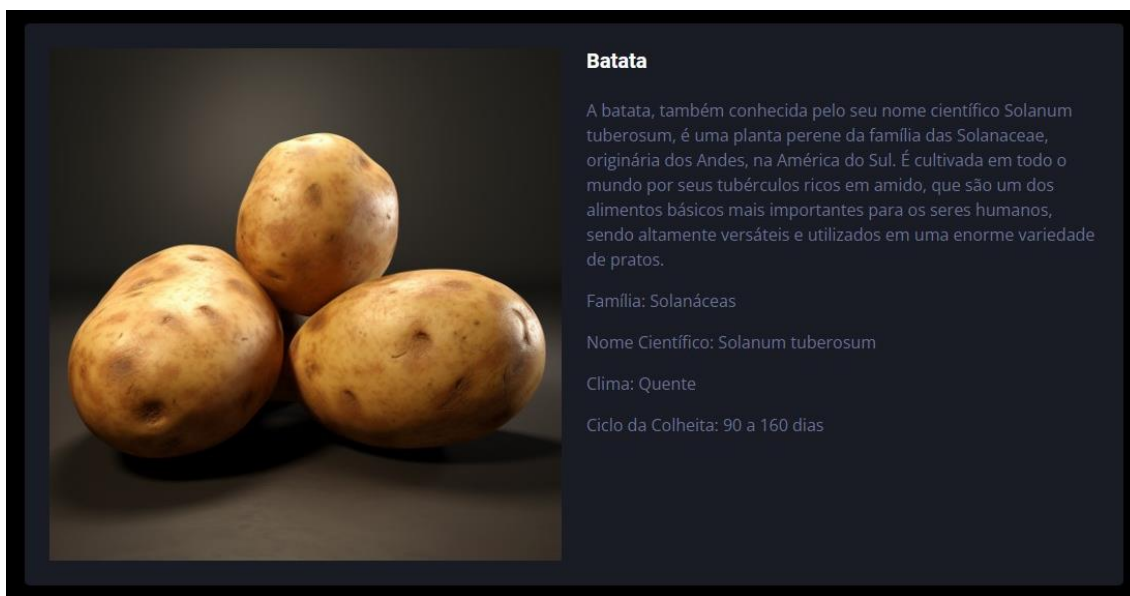 Batata
A batata, também conhecida pelo seu nome científico Solanum
tuberosum, é uma planta perene da família das Solanaceae,
originária dos Andes, na América do Sul. É cultivada em todo o
mundo por seus tubérculos ricos em amido, que são um dos
alimentos básicos mais importantes para os seres humanos,
sendo altamente versáteis e utilizados em uma enorme variedade
de pratos.
Família: Solanáceas
Nome Científico: Solanum tuberosum
Clima: Quente
Ciclo da Colheita: 90 a 160 dias